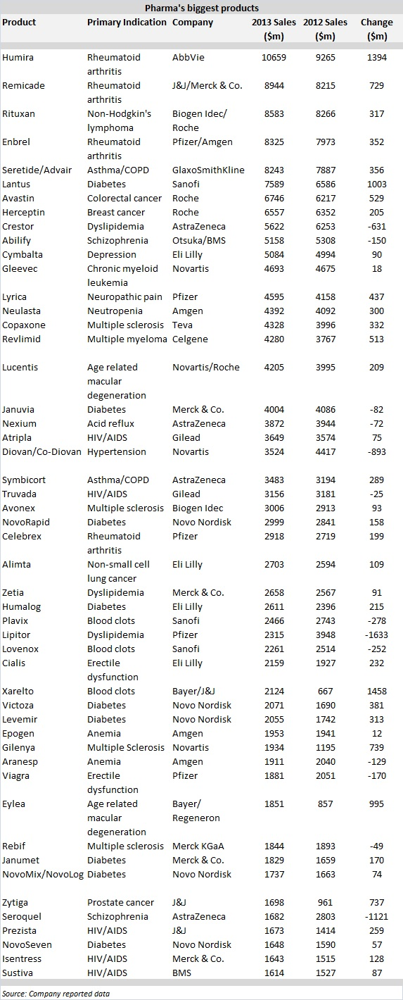 Pharma's biggest products
Product Primary Indication Company 2013 Sales 2012 Sales Change
($m) ($m) ($m)
Humira Rheumatoid AbbVie 10659 9265 1394
arthritis
Remicade Rheumatoid J&J/Merck & Co. 8944 8215 729
arthritis
Rituxan Non-Hodgkin's Biogen Idec/ 8583 8266 317
lymphoma Roche
Enbrel Rheumatoid Pfizer/Amgen 8325 7973 352
arthritis
Seretide/Advair Asthma/COPD GlaxoSmithKline 8243 7887 356
Lantus Diabetes Sanofi 7589 6586 1003
Avastin Colorectal cancer Roche 6746 6217 529
Herceptin Breast cancer Roche 6557 6352 205
Crestor Dyslipidemia AstraZeneca 5622 6253 -631
Abilify Schizophrenia Otsuka/BMS 5158 5308 -150
Cymbalta Depression Eli Lilly 5084 4994 90
Gleevec Chronic myeloid Novartis 4693 4675 18
leukemia
Lyrica Neuropathic pain Pfizer 4595 4158 437
Neulasta Neutropenia Amgen 4392 4092 300
Copaxone Multiple sclerosis Teva 4328 3996 332
Revlimid Multiple myeloma Celgene 4280 3767 513
Lucentis Age related Novartis/Roche 4205 3995 209
macular
degeneration
Januvia Diabetes Merck & Co. 4004 4086 -82
Nexium Acid reflux AstraZeneca 3872 3944 -72
Atripla HIV/AIDS Gilead 3649 3574 75
Diovan/Co-Diovan Hypertension Novartis 3524 4417 -893
Symbicort Asthma/COPD AstraZeneca 3483 3194 289
Truvada HIV/AIDS Gilead 3156 3181 -25
Avonex Multiple sclerosis Biogen Idec 3006 2913 93
NovoRapid Diabetes Novo Nordisk 2999 2841 158
Celebrex Rheumatoid Pfizer 2918 2719 199
arthritis
Alimta Non-small cell Eli Lilly 2703 2594 109
lung cancer
Zetia Dyslipidemia Merck & Co. 2658 2567 91
Humalog Diabetes Eli Lilly 2611 2396 215
Plavix Blood clots Sanofi 2466 2743 -278
Lipitor Dyslipidemia Pfizer 2315 3948 -1633
Lovenox Blood clots Sanofi 2261 2514 -252
Cialis Erectile Eli Lilly 2159 1927 232
dysfunction
Xarelto Blood clots Bayer/J&J 2124 667 1458
Victoza Diabetes Novo Nordisk 2071 1690 381
Levemir Diabetes Novo Nordisk 2055 1742 313
Epogen Anemia Amgen 1953 1941 12
Gilenya Multiple Sclerosis Novartis 1934 1195 739
Aranesp Anemia Amgen 1911 2040 -129
Viagra Erectile Pfizer 1881 2051 -170
dysfunction
Eylea Age related Bayer/ 1851 857 995
macular Regeneron
degeneration
Rebif Multiple sclerosis Merck KGaA 1844 1893 -49
Janumet Diabetes Merck & Co. 1829 1659 170
NovoMix/NovoLog Diabetes Novo Nordisk 1737 1663 74
Zytiga Prostate cancer J&J 1698 961 737
Seroquel Schizophrenia AstraZeneca 1682 2803 -1121
Prezista HIV/AIDS J&J 1673 1414 259
NovoSeven Diabetes Novo Nordisk 1648 1590 57
Isentress HIV/AIDS Merck & Co. 1643 1515 128
Sustiva HIV/AIDS BMS 1614 1527 87
Source: Company reported data